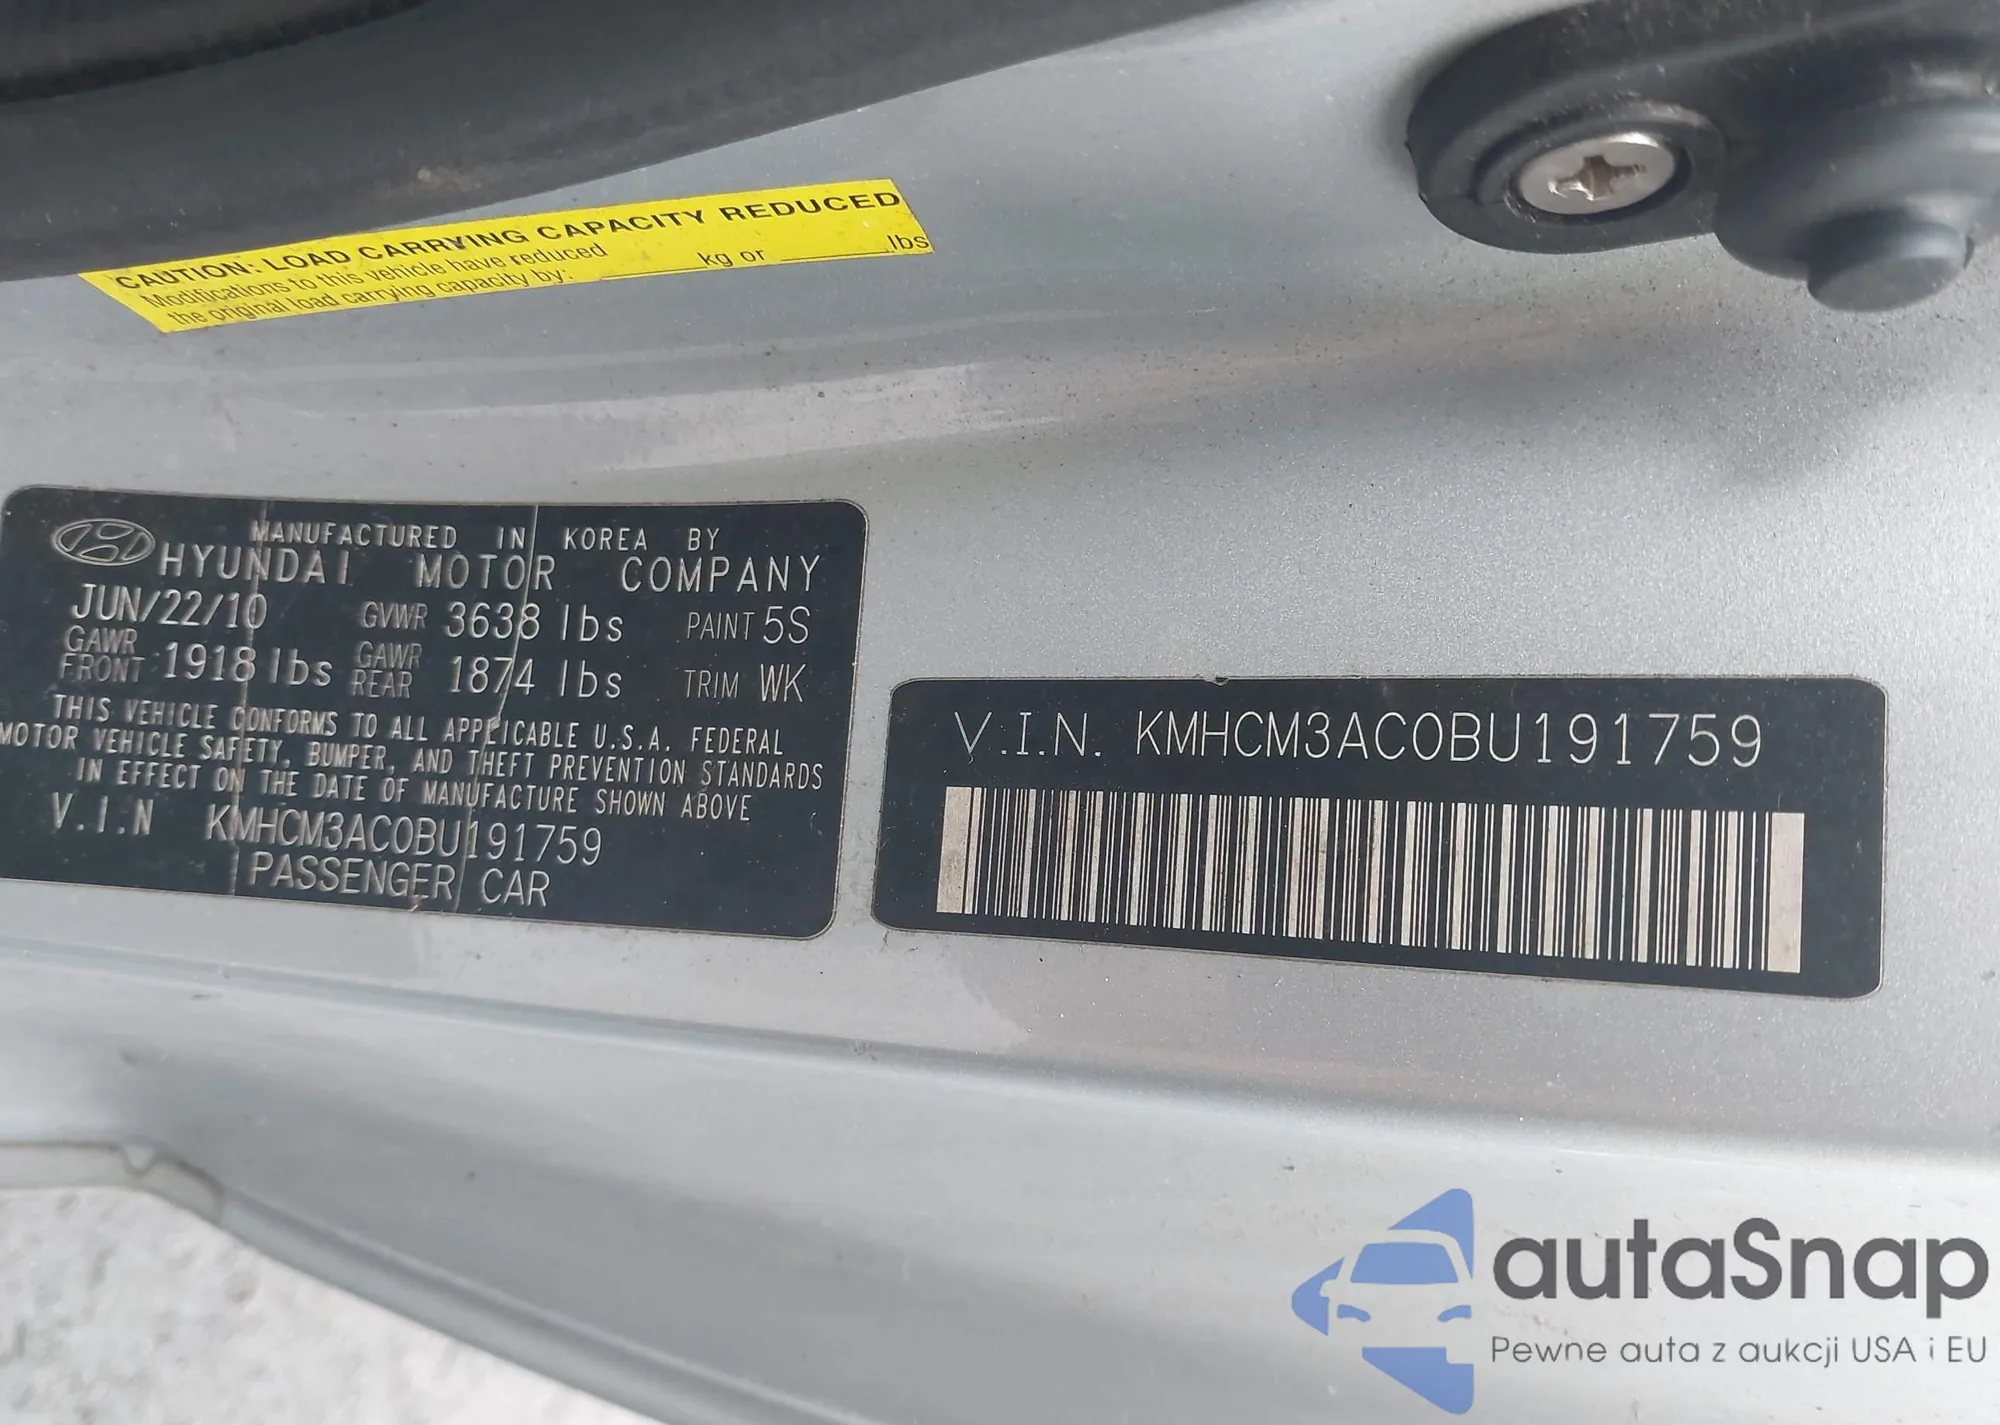 CAUTION: LOAD CARRYING CAPACITY REDUCED
Modifications to this vehicle have reduced
the original load carrying capacity by: ______ kg or ______ lbs
MANUFACTURED IN KOREA BY
HYUNDAI MOTOR COMPANY
JUN/22/10 GVWR 3638 lbs PAINT 5S
GAWR FRONT 1918 lbs GAWR REAR 1874 lbs TRIM WK
THIS VEHICLE CONFORMS TO ALL APPLICABLE U.S.A. FEDERAL
MOTOR VEHICLE SAFETY, BUMPER, AND THEFT PREVENTION STANDARDS
IN EFFECT ON THE DATE OF MANUFACTURE SHOWN ABOVE
V.I.N KMHCM3AC0BU191759
PASSENGER CAR
V.I.N. KMHCM3AC0BU191759
autaSnap
Pewne auta z aukcji USA i EU